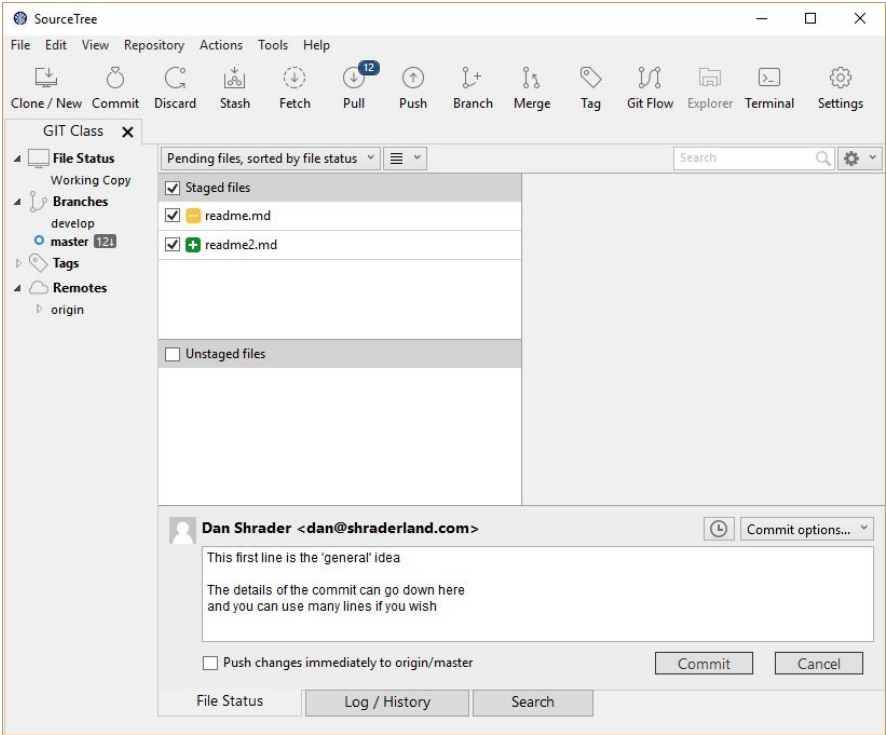 SourceTree
File Edit View Repository Actions Tools Help
12
Clone / New Commit Discard Stash Fetch Pull Push Branch Merge Tag Git Flow Explorer Terminal Settings
GIT Class
File Status
Working Copy
Branches
develop
master 12↓
Tags
Remotes
origin
Pending files, sorted by file status
Search
Staged files
readme.md
readme2.md
Unstaged files
Dan Shrader <dan@shraderland.com>
Commit options...
This first line is the 'general' idea
The details of the commit can go down here
and you can use many lines if you wish
Push changes immediately to origin/master
Commit Cancel
File Status Log / History Search